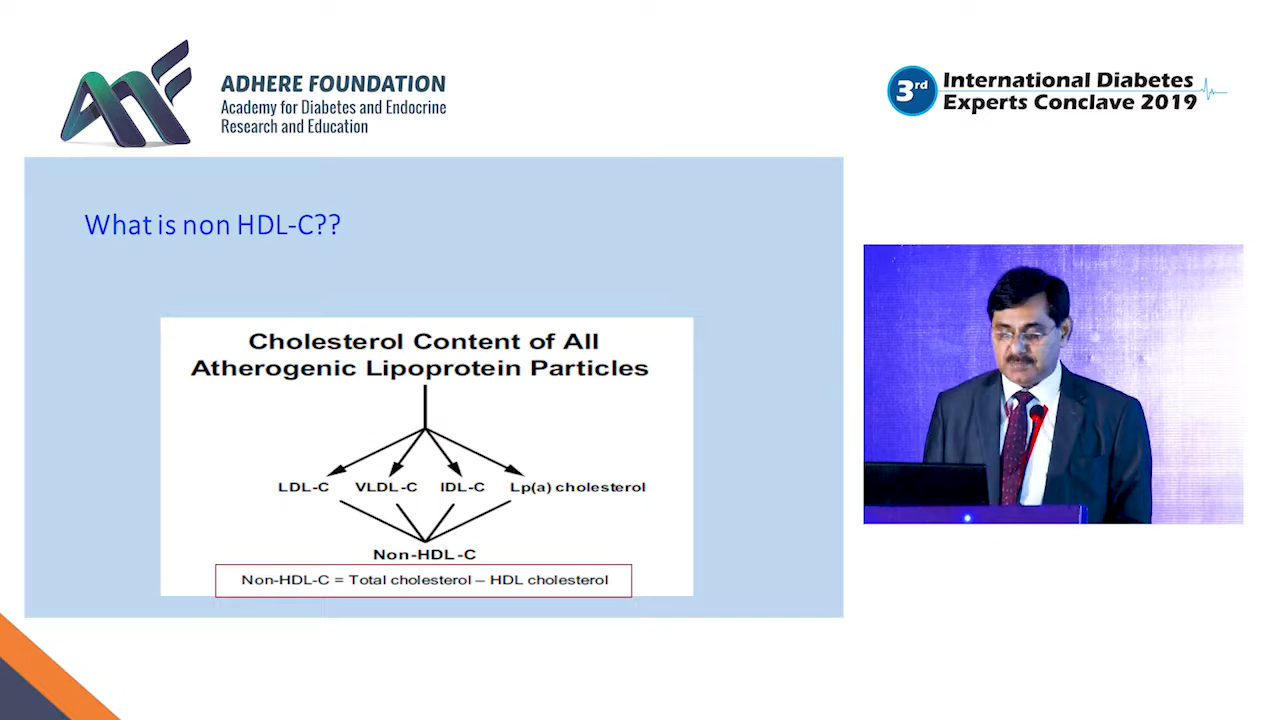 ADHERE FOUNDATION
Academy for Diabetes and Endocrine
Research and Education
3rd
International Diabetes
Experts Conclave 2019
What is non HDL-C??
Cholesterol Content of All
Atherogenic Lipoprotein Particles
LDL-C VLDL-C IDL-C Lp(a) cholesterol
Non-HDL-C
Non-HDL-C = Total cholesterol – HDL cholesterol